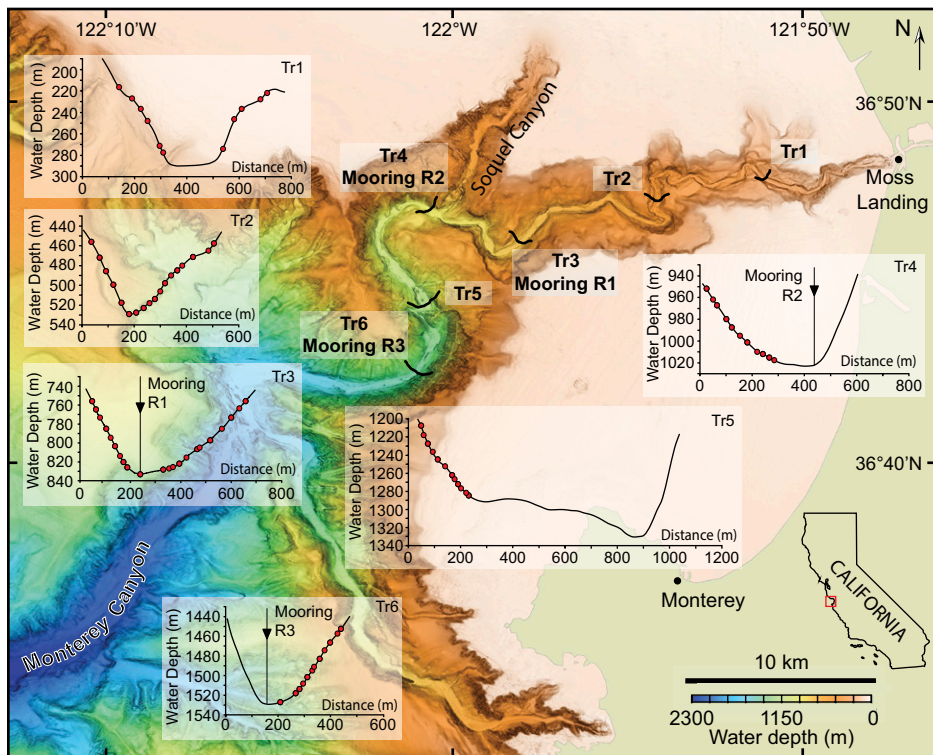 122°10'W
122°W
121°50'W
N
36°50'N
36°40'N
Tr1
Water Depth (m)
200
220
240
260
280
300
0
200
400
600
800
Distance (m)
Tr4
Mooring R2
Soquel Canyon
Tr2
Tr1
Moss
Landing
Tr3
Mooring R1
Tr5
Tr6
Mooring R3
Tr2
Water Depth (m)
440
460
480
500
520
540
0
200
400
600
800
Distance (m)
Tr4
Mooring
R2
Water Depth (m)
940
960
980
1000
1020
0
200
400
600
800
Distance (m)
Tr3
Mooring
R1
Water Depth (m)
740
760
780
800
820
840
0
200
400
600
800
Distance (m)
Tr5
Water Depth (m)
1200
1220
1240
1260
1280
1300
1320
1340
0
200
400
600
800
1000
1200
Distance (m)
Monterey Canyon
Tr6
Mooring
R3
Water Depth (m)
1440
1460
1480
1500
1520
1540
0
200
400
600
Distance (m)
Monterey
CALIFORNIA
10 km
2300
1150
0
Water depth (m)